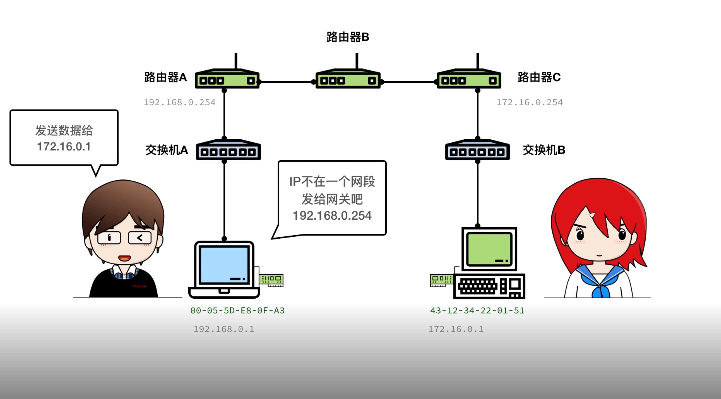 路由器B
路由器A
路由器C
192.168.0.254
172.16.0.254
发送数据给
172.16.0.1
交换机A
交换机B
IP不在一个网段
发给网关吧
192.168.0.254
00-05-5D-E8-0F-A3
43-12-34-22-01-51
192.168.0.1
172.16.0.1